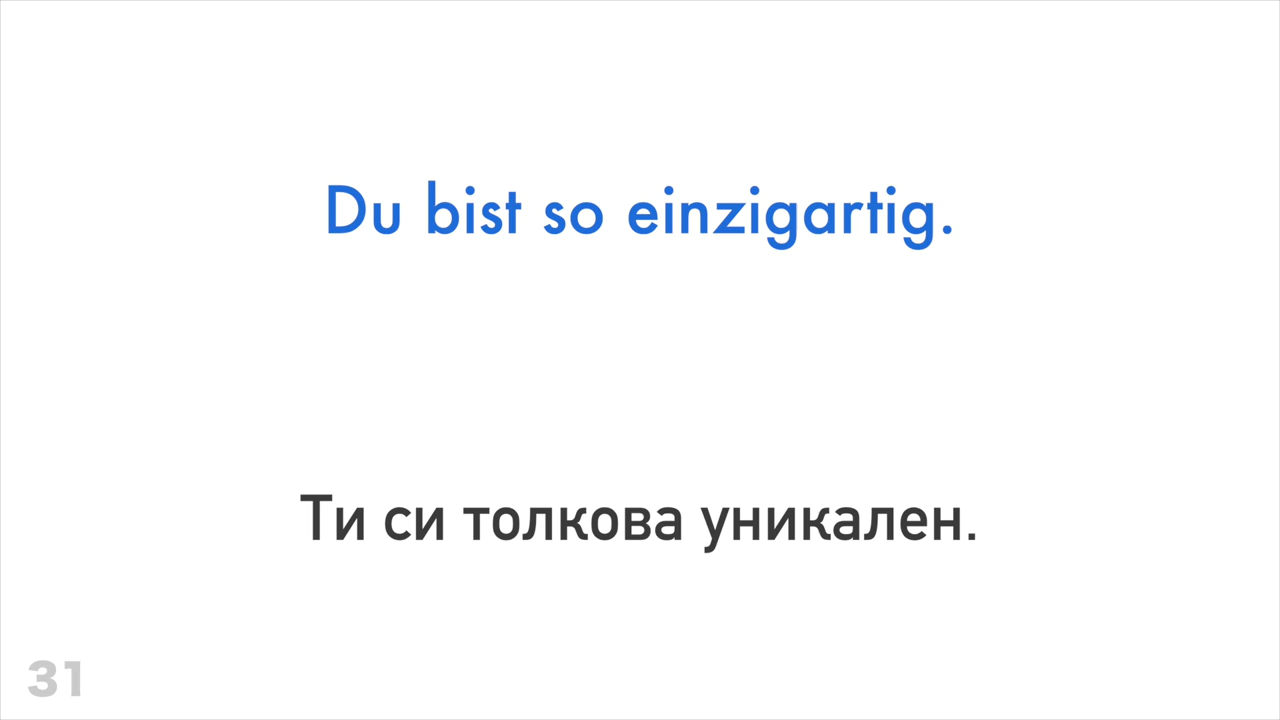 Du bist so einzigartig.
Ти си толкова уникален.
31